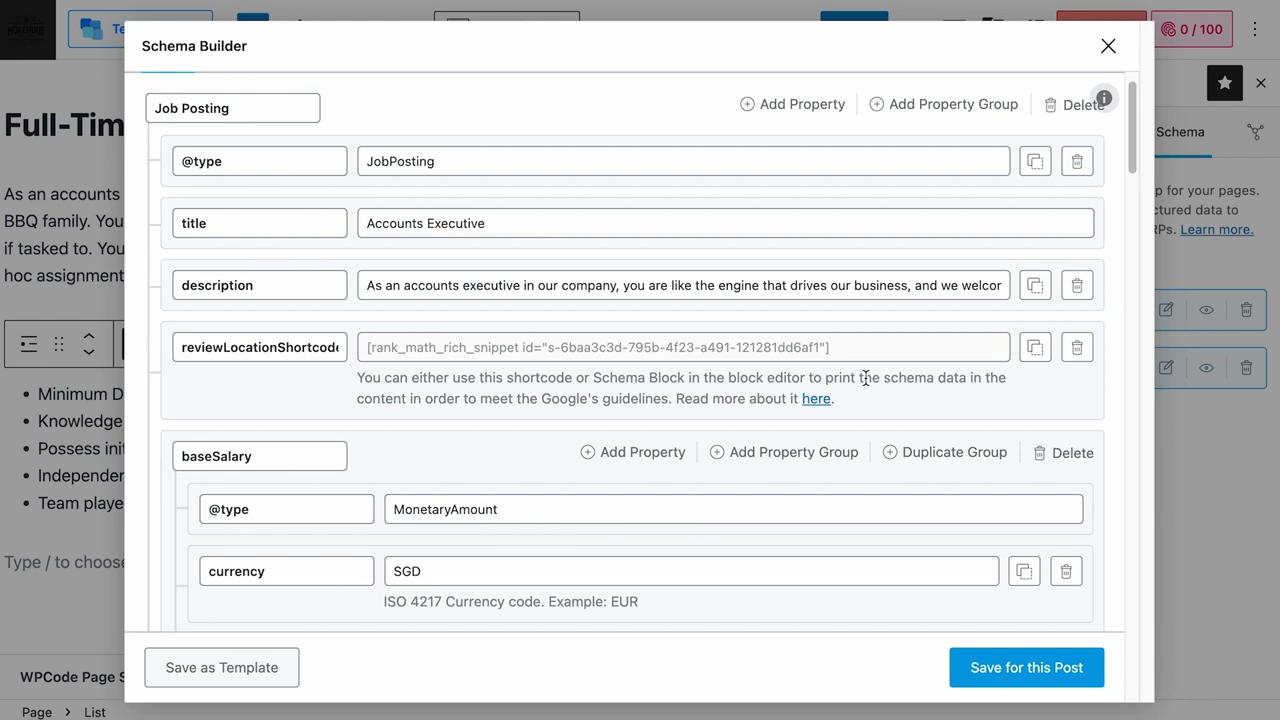 0 / 100
Schema Builder
Full-Tim
Schema
As an accounts
BBQ family. You
if tasked to. You
hoc assignment
p for your pages.
ctured data to
RPs. Learn more.
Job Posting
Add Property
Add Property Group
Delete
@type
JobPosting
title
Accounts Executive
description
As an accounts executive in our company, you are like the engine that drives our business, and we welcor
reviewLocationShortcode
[rank_math_rich_snippet id="s-6baa3c3d-795b-4f23-a491-121281dd6af1"]
You can either use this shortcode or Schema Block in the block editor to print the schema data in the
content in order to meet the Google's guidelines. Read more about it here.
Minimum D
Knowledge
Possess init
Independer
Team playe
baseSalary
Add Property
Add Property Group
Duplicate Group
Delete
@type
MonetaryAmount
currency
SGD
ISO 4217 Currency code. Example: EUR
Type / to choose
Save as Template
Save for this Post
WPCode Page S
Page > List